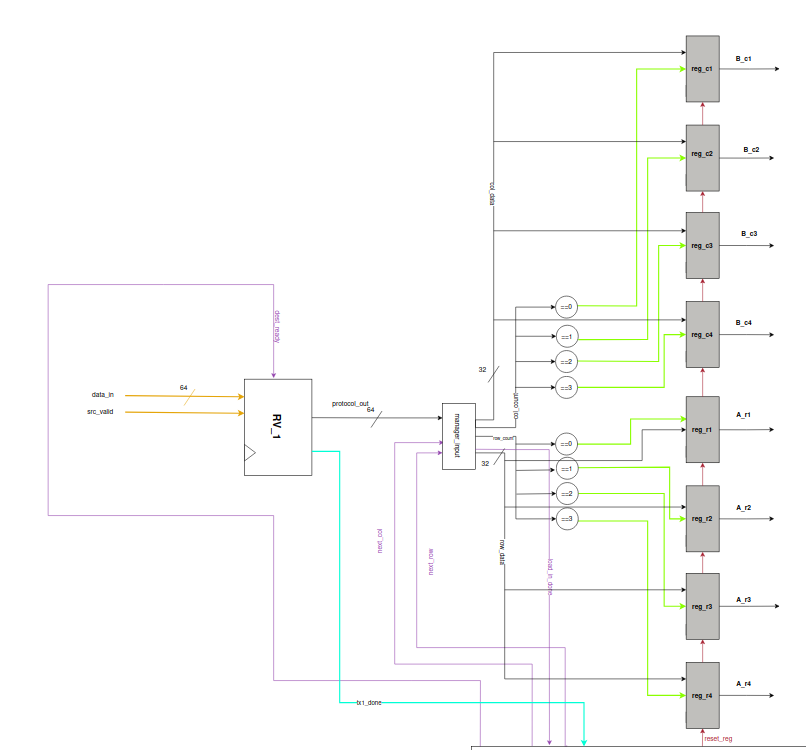 B_c1
reg_c1
B_c2
reg_c2
col_data
B_c3
reg_c3
dest_ready
==0
B_c4
==1
reg_c4
==2
32
data_in
64
==3
src_valid
protocol_out
64
RV_1
manager_input
A_r1
reg_r1
row_count
==0
32
==1
==2
A_r2
reg_r2
==3
next_col
next_row
row_data
load_in_done
A_r3
reg_r3
A_r4
reg_r4
tx1_done
reset_reg